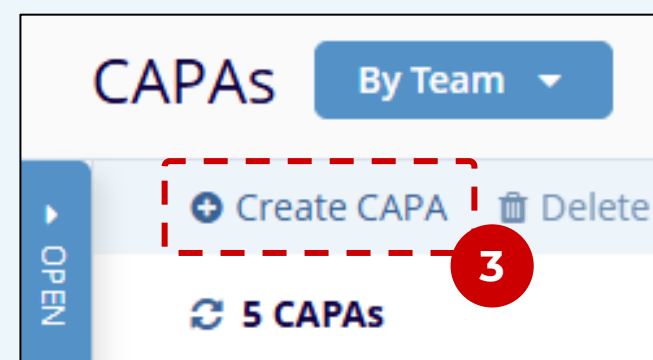 CAPAs By Team
Create CAPA Delete
3
OPEN
5 CAPAs